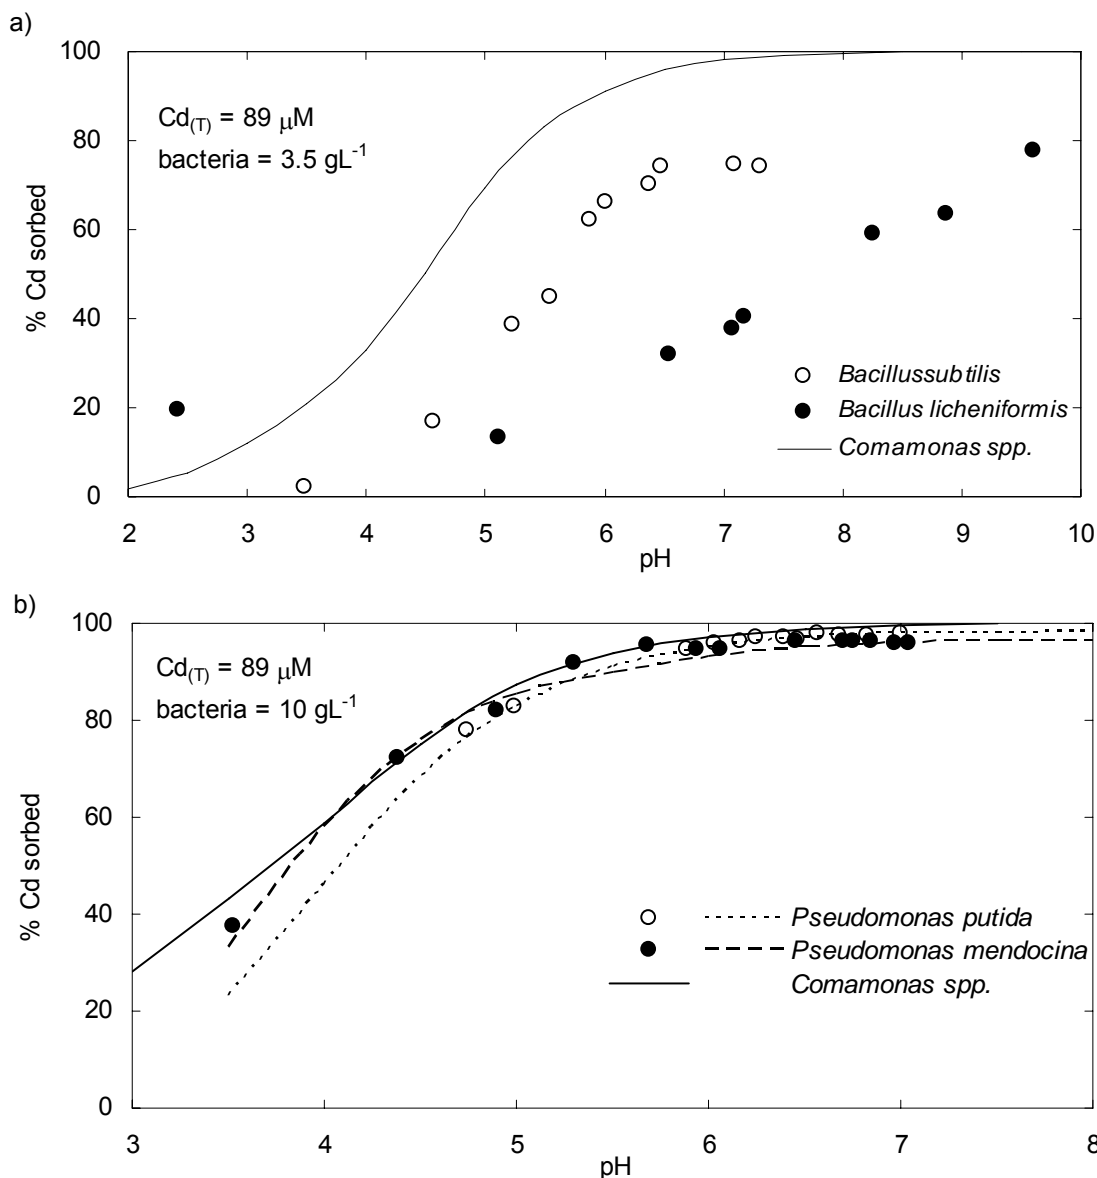 a)
100
80
60
40
20
0
% Cd sorbed
Cd(T) = 89 μM
bacteria = 3.5 gL-1
Bacillussubtilis
Bacillus licheniformis
Comamonas spp.
2 3 4 5 6 7 8 9 10
pH
b)
100
80
60
40
20
0
% Cd sorbed
Cd(T) = 89 μM
bacteria = 10 gL-1
Pseudomonas putida
Pseudomonas mendocina
Comamonas spp.
3 4 5 6 7 8
pH